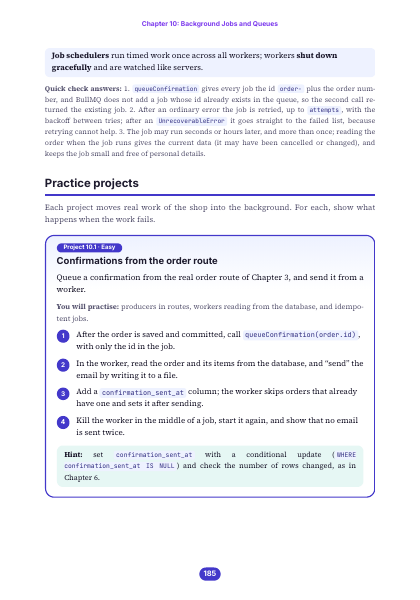 Chapter 10: Background Jobs and Queues
Job schedulers run timed work once across all workers; workers shut down
gracefully and are watched like servers.
Quick check answers: 1. queueConfirmation gives every job the id order- plus the order num-
ber, and BullMQ does not add a job whose id already exists in the queue, so the second call re-
turned the existing job. 2. After an ordinary error the job is retried, up to attempts, with the
backoff between tries; after an UnrecoverableError it goes straight to the failed list, because
retrying cannot help. 3. The job may run seconds or hours later, and more than once; reading the
order when the job runs gives the current data (it may have been cancelled or changed), and
keeps the job small and free of personal details.
Practice projects
Each project moves real work of the shop into the background. For each, show what
happens when the work fails.
Project 10.1 · Easy
Confirmations from the order route
Queue a confirmation from the real order route of Chapter 3, and send it from a
worker.
You will practise: producers in routes, workers reading from the database, and idempo-
tent jobs.
1 After the order is saved and committed, call queueConfirmation(order.id),
with only the id in the job.
2 In the worker, read the order and its items from the database, and “send” the
email by writing it to a file.
3 Add a confirmation_sent_at column; the worker skips orders that already
have one and sets it after sending.
4 Kill the worker in the middle of a job, start it again, and show that no email
is sent twice.
Hint: set confirmation_sent_at with a conditional update (WHERE
confirmation_sent_at IS NULL) and check the number of rows changed, as in
Chapter 6.
185